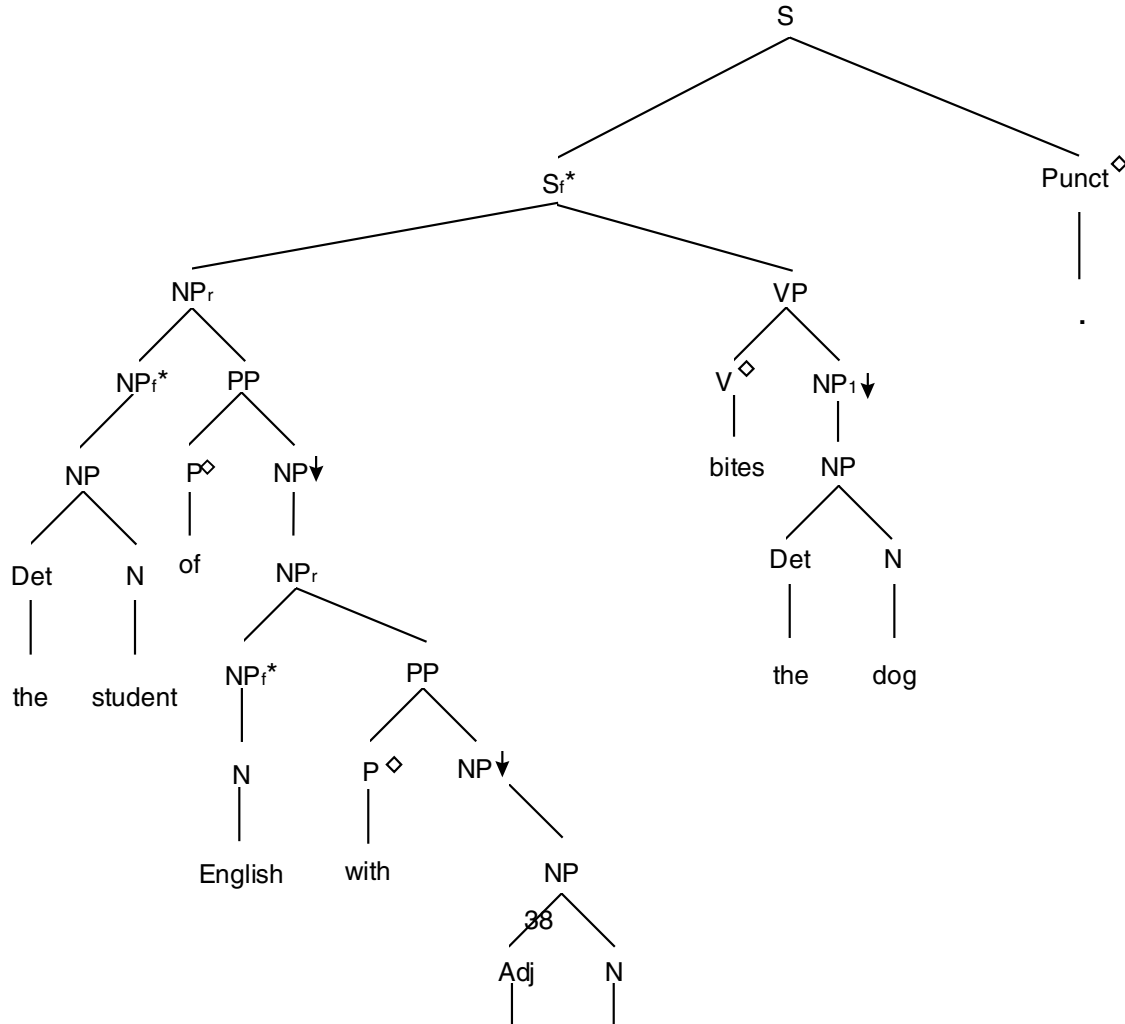 S
Sf* Punct◇
NPr VP .
NPf* PP V◇ NP1↓
NP P◇ NP↓ bites NP
Det N of NPr Det N
the student NPf* PP the dog
N P◇ NP↓
English with NP
38
Adj N